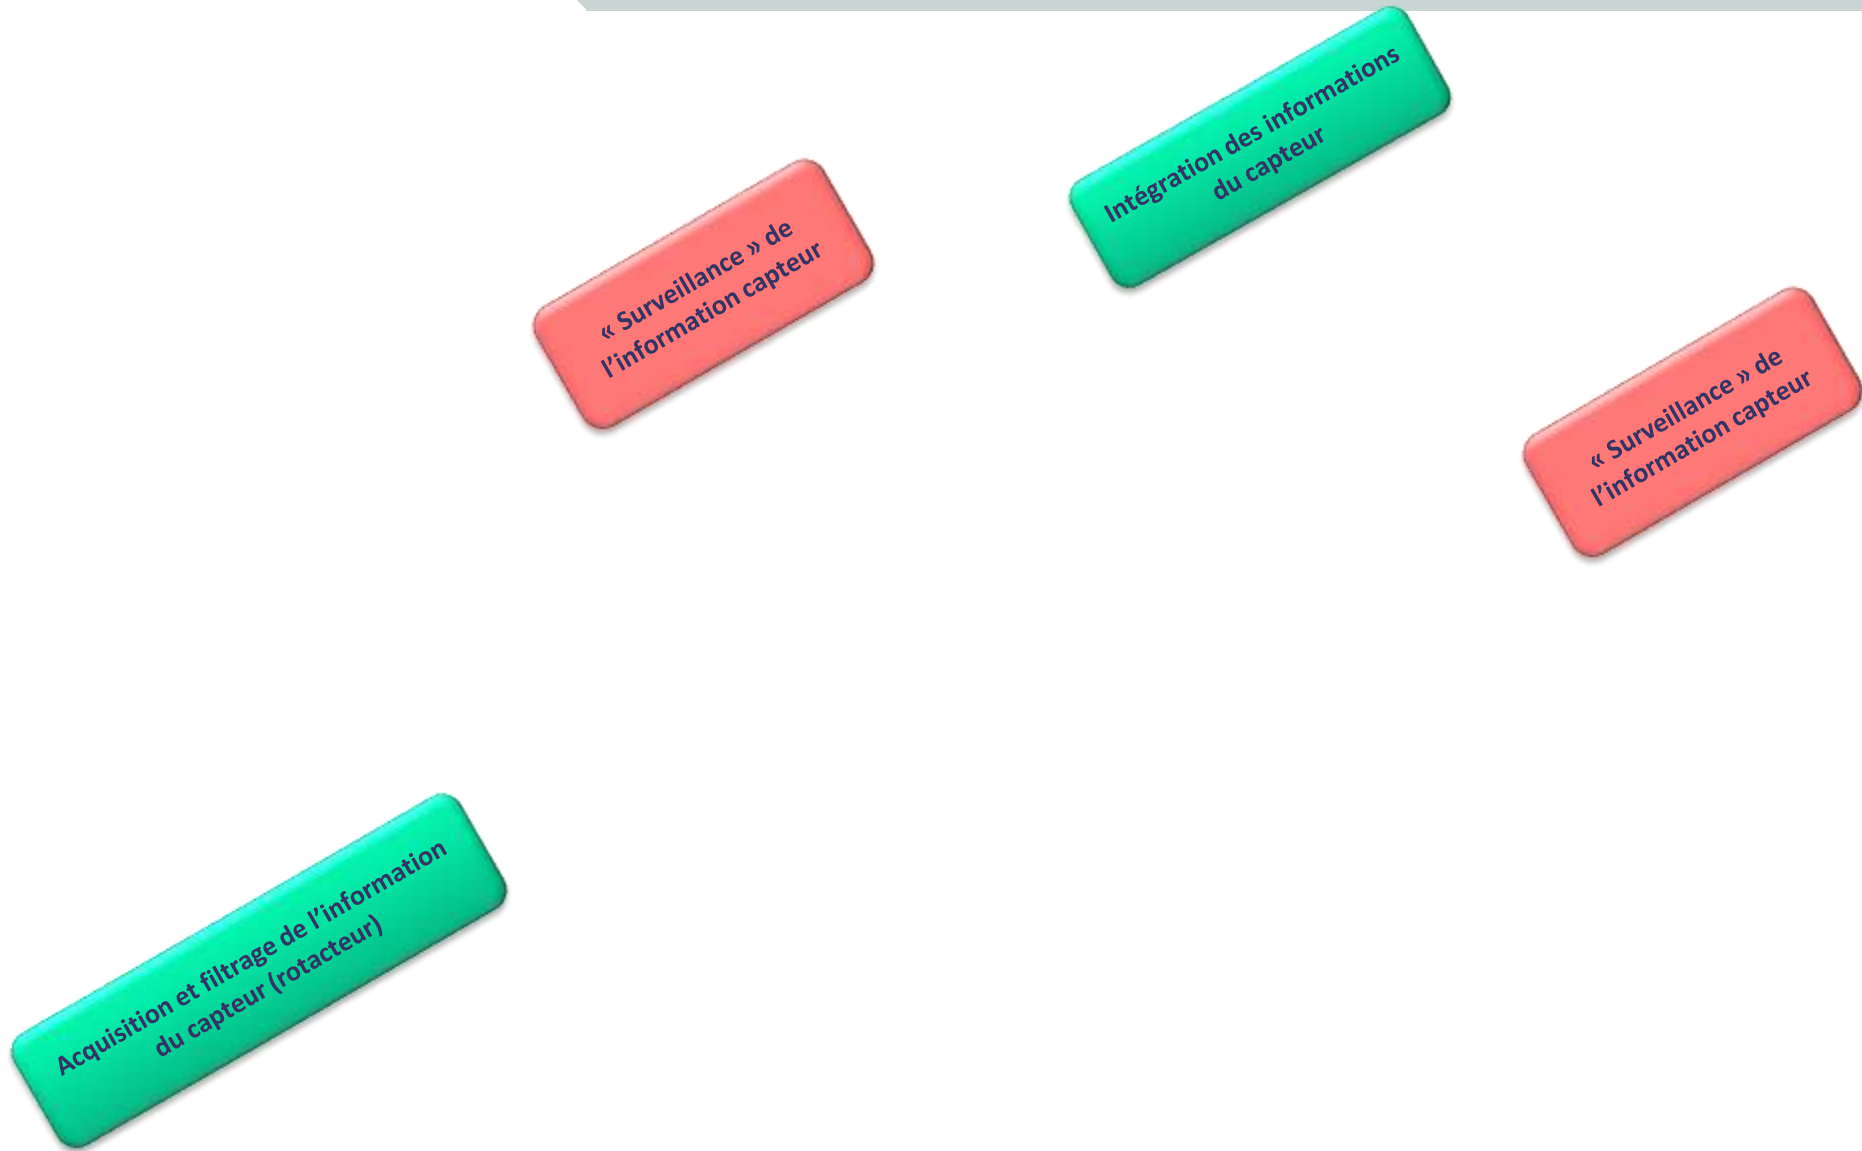 Intégration des informations
du capteur
« Surveillance » de
l’information capteur
« Surveillance » de
l’information capteur
Acquisition et filtrage de l’information
du capteur (rotacteur)